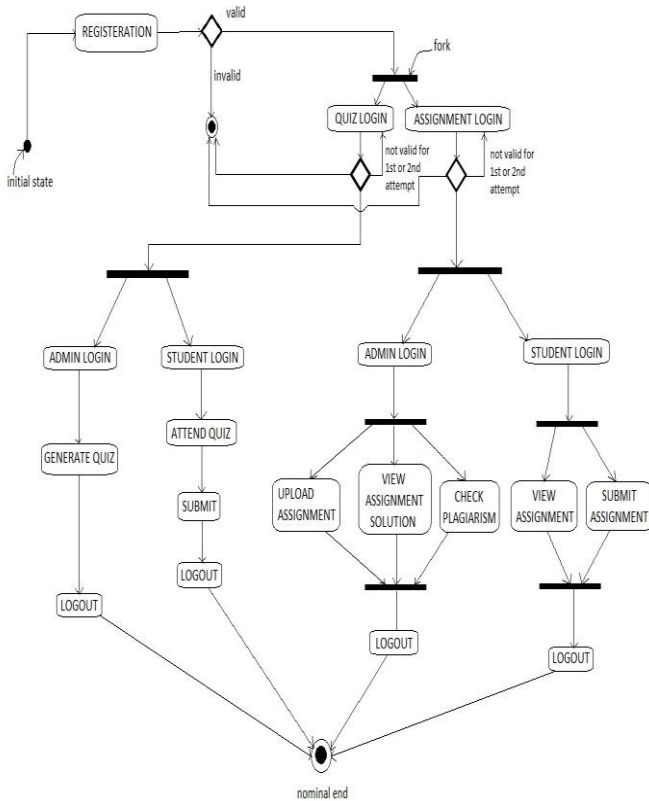 valid
REGISTERATION
fork
invalid
QUIZ LOGIN
ASSIGNMENT LOGIN
not valid for
1st or 2nd
attempt
not valid for
1st or 2nd
attempt
initial state
ADMIN LOGIN
STUDENT LOGIN
ADMIN LOGIN
STUDENT LOGIN
GENERATE QUIZ
ATTEND QUIZ
SUBMIT
UPLOAD
ASSIGNMENT
VIEW
ASSIGNMENT
SOLUTION
CHECK
PLAGIARISM
VIEW
ASSIGNMENT
SUBMIT
ASSIGNMENT
LOGOUT
LOGOUT
LOGOUT
LOGOUT
nominal end